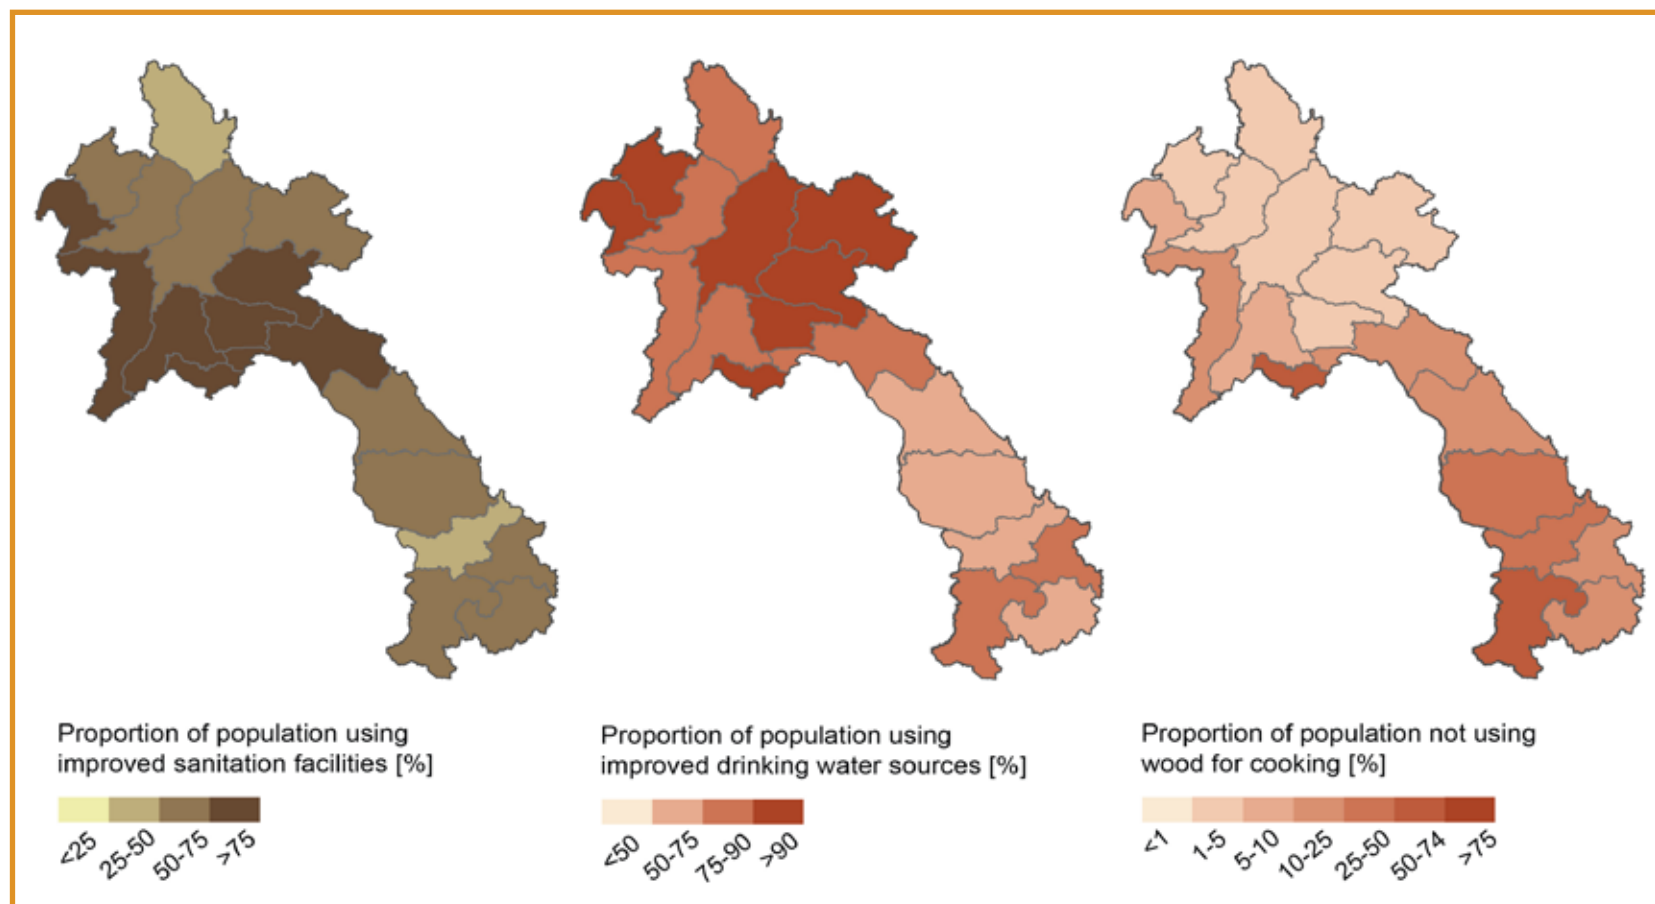 Proportion of population using
improved sanitation facilities [%]
<25
25-50
50-75
>75
Proportion of population using
improved drinking water sources [%]
<50
50-75
75-90
>90
Proportion of population not using
wood for cooking [%]
<1
1-5
5-10
10-25
25-50
50-74
>75